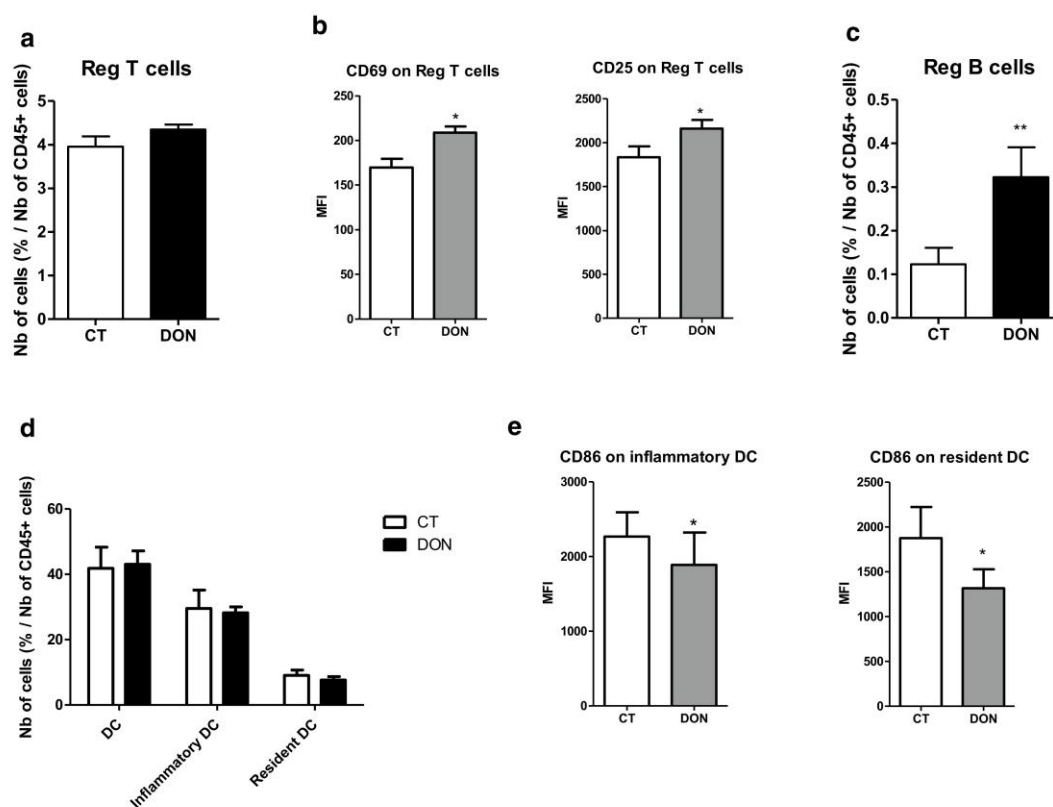 a
Reg T cells
Nb of cells (% / Nb of CD45+ cells)
5
4
3
2
1
0
CT
DON
b
CD69 on Reg T cells
MFI
250
200
150
100
50
0
*
CT
DON
CD25 on Reg T cells
MFI
2500
2000
1500
1000
500
0
*
CT
DON
c
Reg B cells
Nb of cells (% / Nb of CD45+ cells)
0.5
0.4
0.3
0.2
0.1
0.0
**
CT
DON
d
Nb of cells (% / Nb of CD45+ cells)
60
40
20
0
DC
Inflammatory DC
Resident DC
CT
DON
e
CD86 on inflammatory DC
MFI
3000
2000
1000
0
*
CT
DON
CD86 on resident DC
MFI
2500
2000
1500
1000
500
0
*
CT
DON